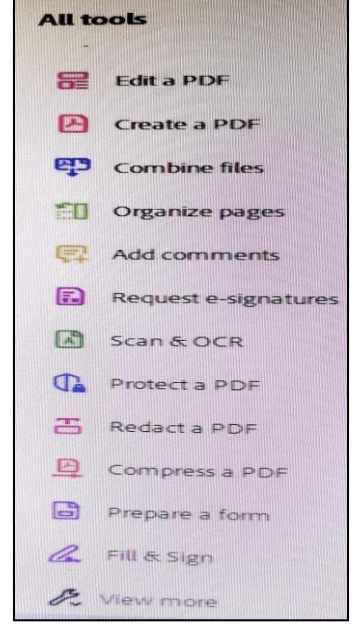 All tools
Edit a PDF
Create a PDF
Combine files
Organize pages
Add comments
Request e-signatures
Scan & OCR
Protect a PDF
Redact a PDF
Compress a PDF
Prepare a form
Fill & Sign
View more